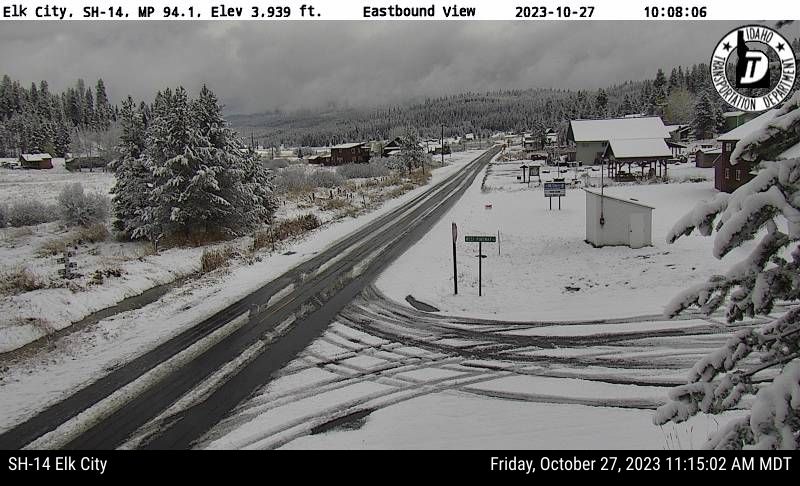 Elk City, SH-14, MP 94.1, Elev 3,939 ft. Eastbound View 2023-10-27 10:08:06
IDAHO
TRANSPORTATION DEPARTMENT
SH-14 Elk City Friday, October 27, 2023 11:15:02 AM MDT